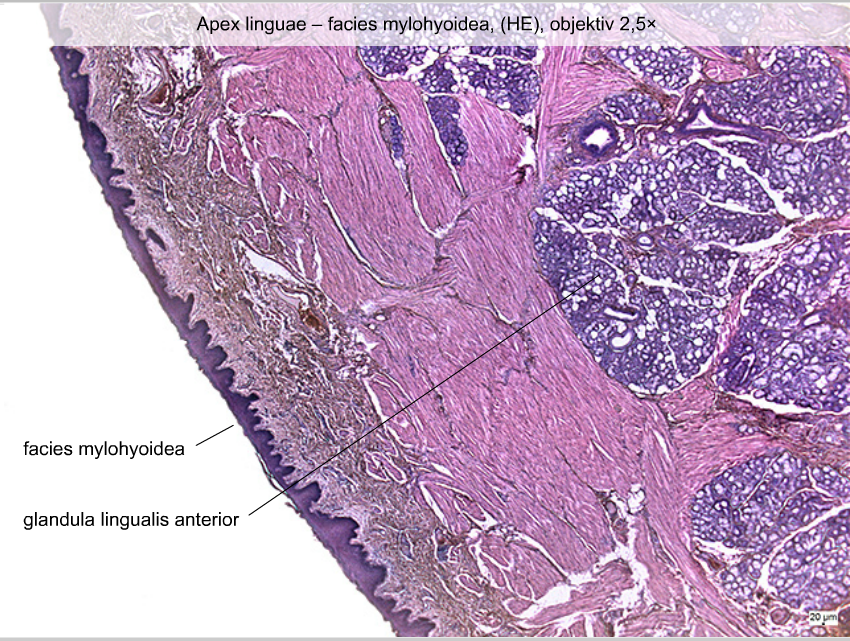 Apex linguae – facies mylohyoidea, (HE), objektiv 2,5×
facies mylohyoidea
glandula lingualis anterior
20 µm